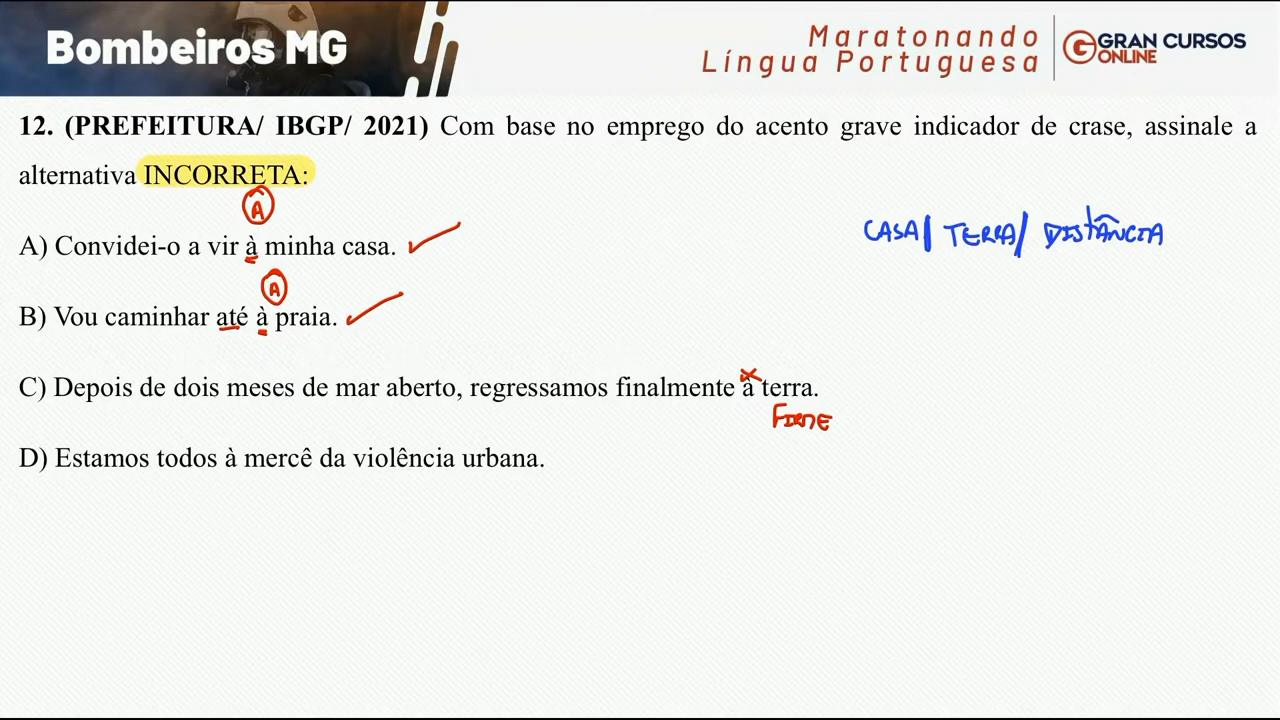 Bombeiros MG
Maratonando
Língua Portuguesa
GRAN CURSOS
ONLINE
12. (PREFEITURA/ IBGP/ 2021) Com base no emprego do acento grave indicador de crase, assinale a
alternativa INCORRETA:
A
A) Convidei-o a vir à minha casa.
CASA/ TERRA/ DISTÂNCIA
A
B) Vou caminhar até à praia.
C) Depois de dois meses de mar aberto, regressamos finalmente à terra.
FIRME
D) Estamos todos à mercê da violência urbana.